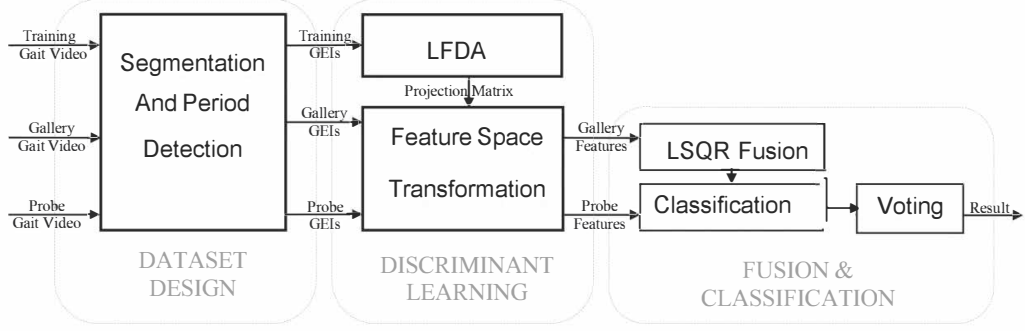 Training
Gait Video
Gallery
Gait Video
Probe
Gait Video
Segmentation
And Period
Detection
DATASET
DESIGN
Training
GEIs
Gallery
GEIs
Probe
GEIs
LFDA
Projection Matrix
Feature Space
Transformation
DISCRIMINANT
LEARNING
Gallery
Features
Probe
Features
LSQR Fusion
Classification
Voting
Result
FUSION &
CLASSIFICATION